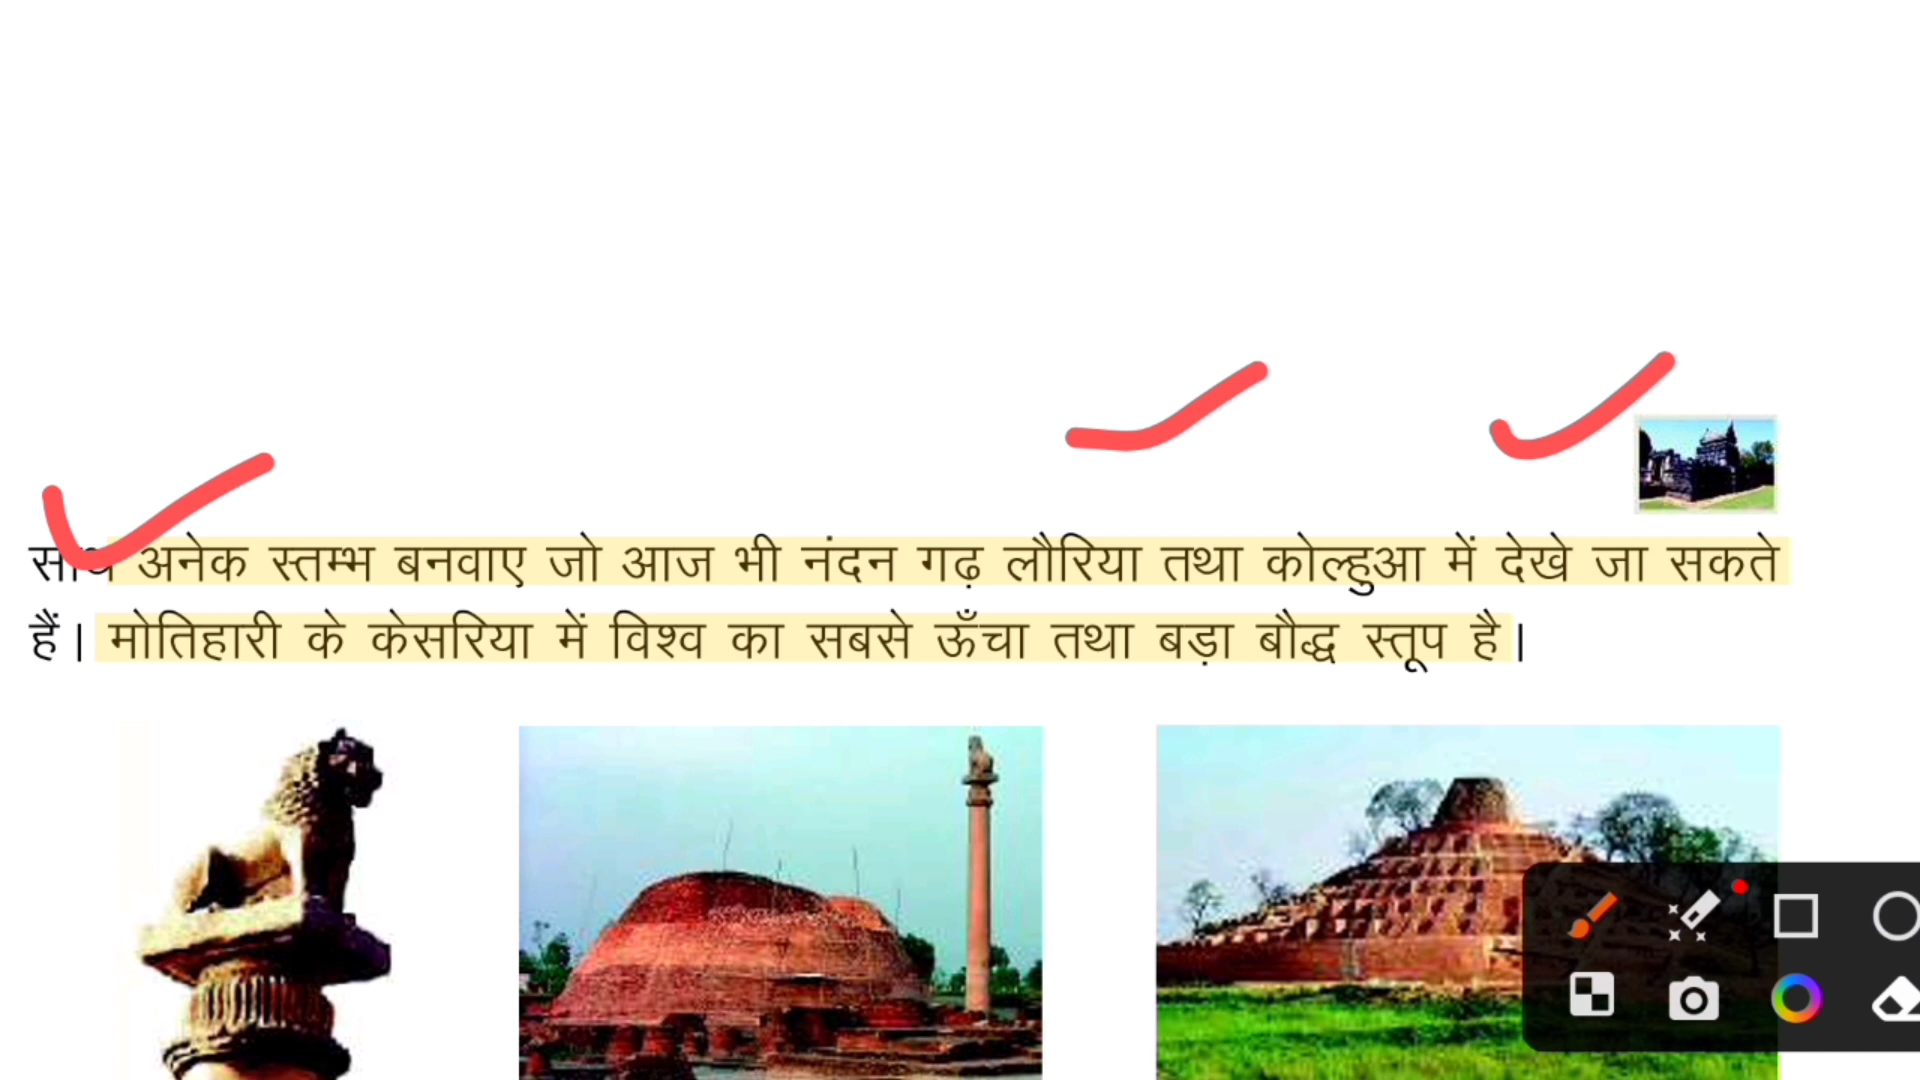 साथ अनेक स्तम्भ बनवाए जो आज भी नंदन गढ़ लौरिया तथा कोल्हुआ में देखे जा सकते
हैं। मोतिहारी के केसरिया में विश्व का सबसे ऊँचा तथा बड़ा बौद्ध स्तूप है।